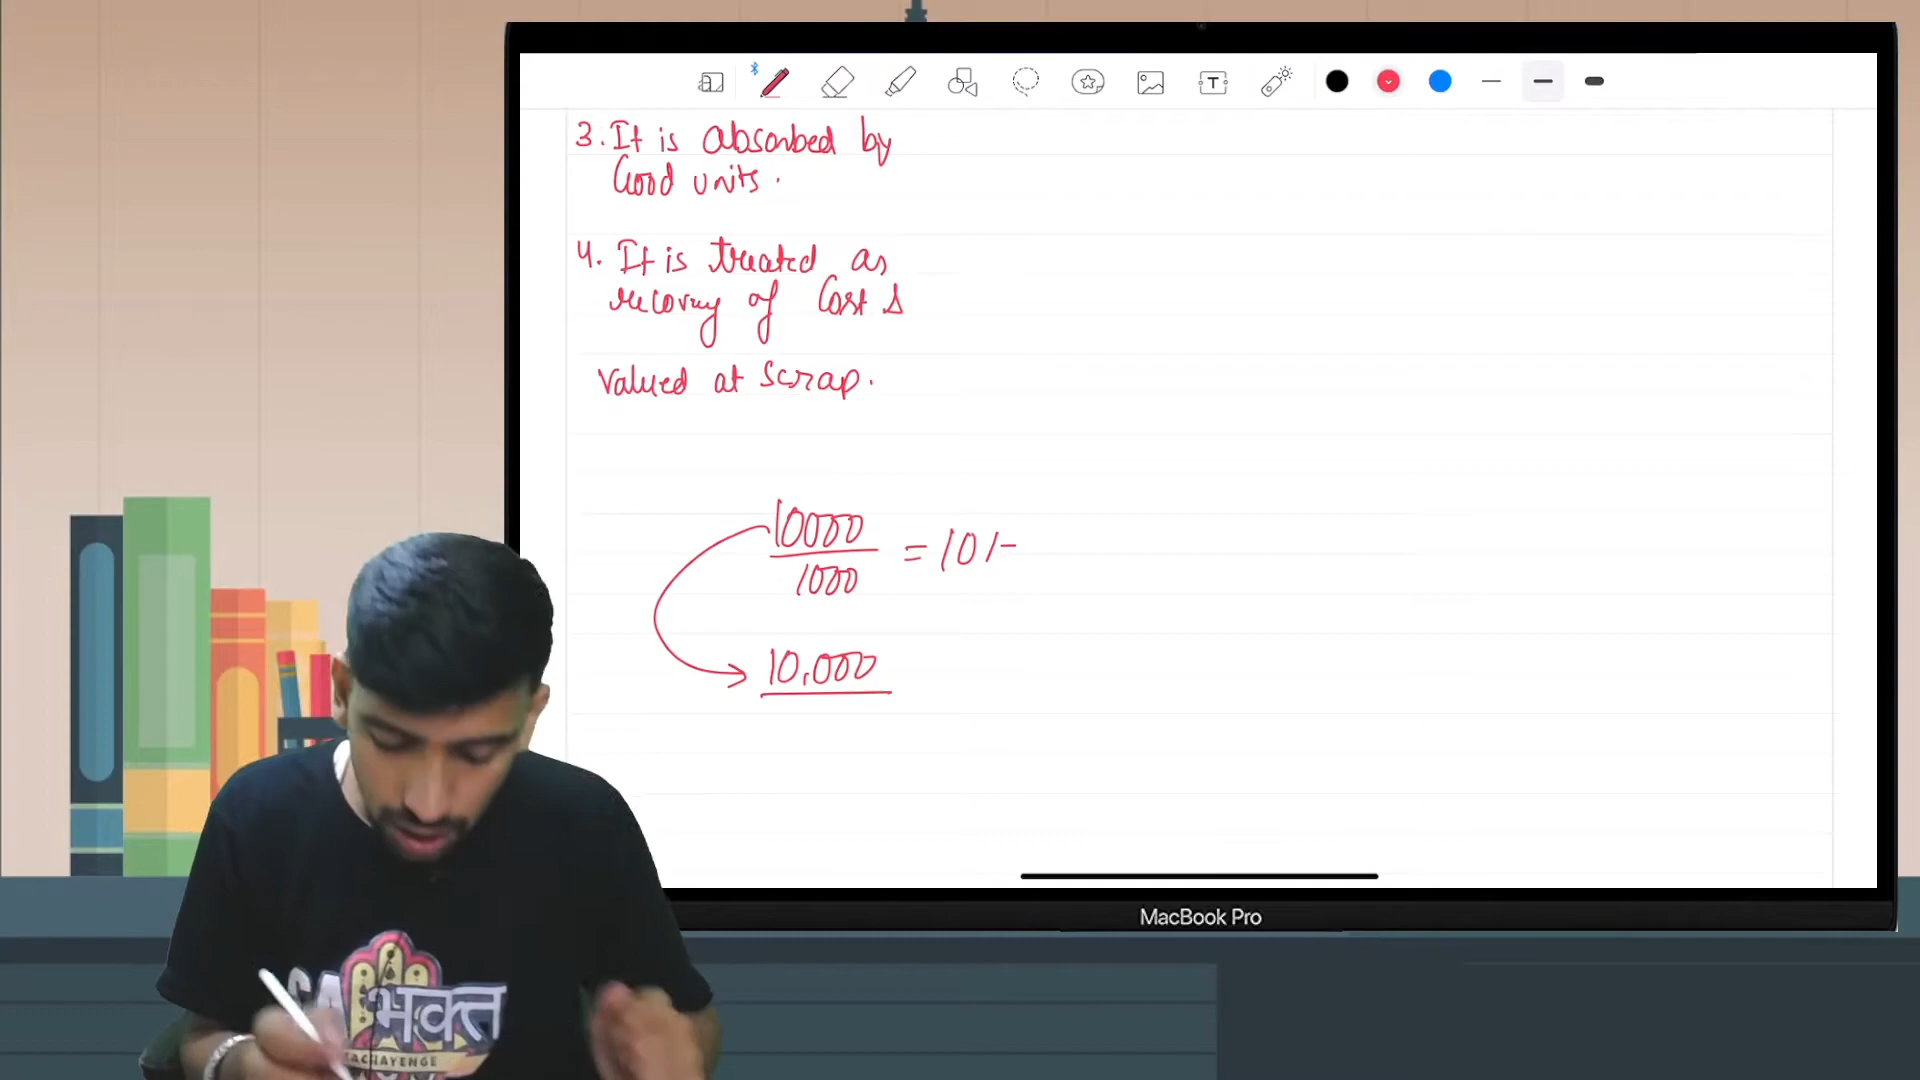 3. It is absorbed by
Good units.
4. It is treated as
recovry of Cost &
Valued at Scrap.
10000
1000
= 10/-
10,000
MacBook Pro
भक्त